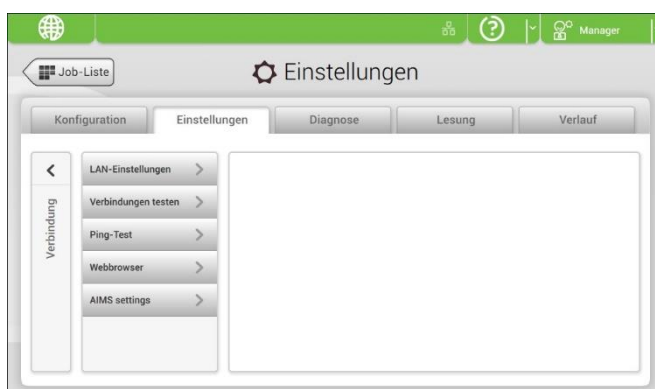 Manager
Job-Liste
Einstellungen
Konfiguration
Einstellungen
Diagnose
Lesung
Verlauf
Verbindung
LAN-Einstellungen
Verbindungen testen
Ping-Test
Webbrowser
AIMS settings